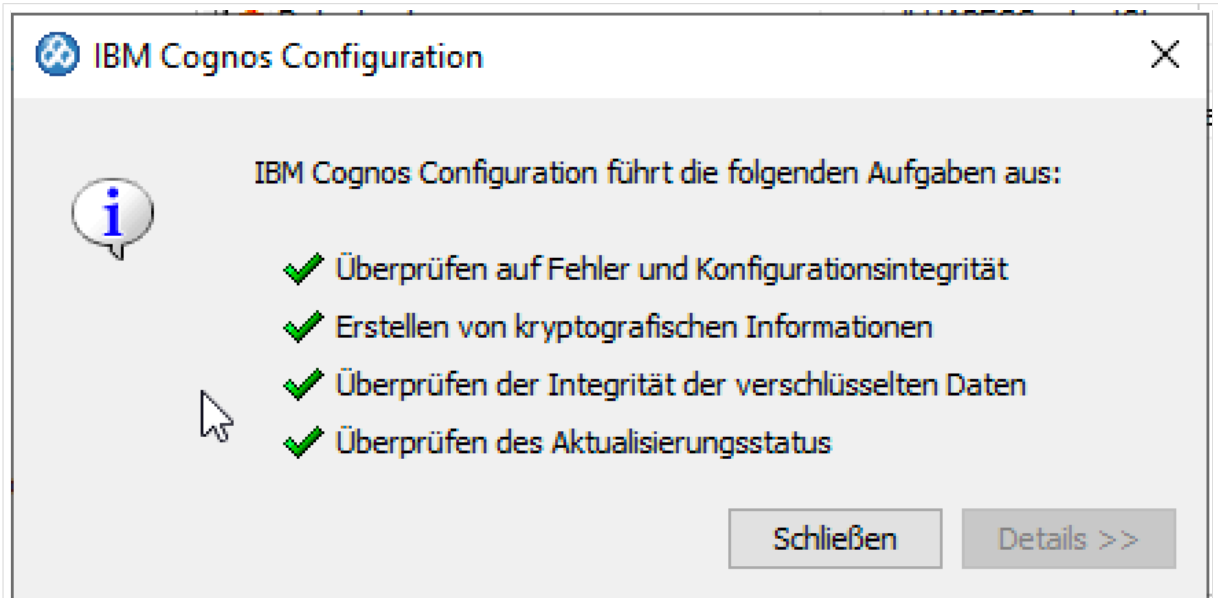 IBM Cognos Configuration
IBM Cognos Configuration führt die folgenden Aufgaben aus:
Überprüfen auf Fehler und Konfigurationsintegrität
Erstellen von kryptografischen Informationen
Überprüfen der Integrität der verschlüsselten Daten
Überprüfen des Aktualisierungsstatus
Schließen
Details >>